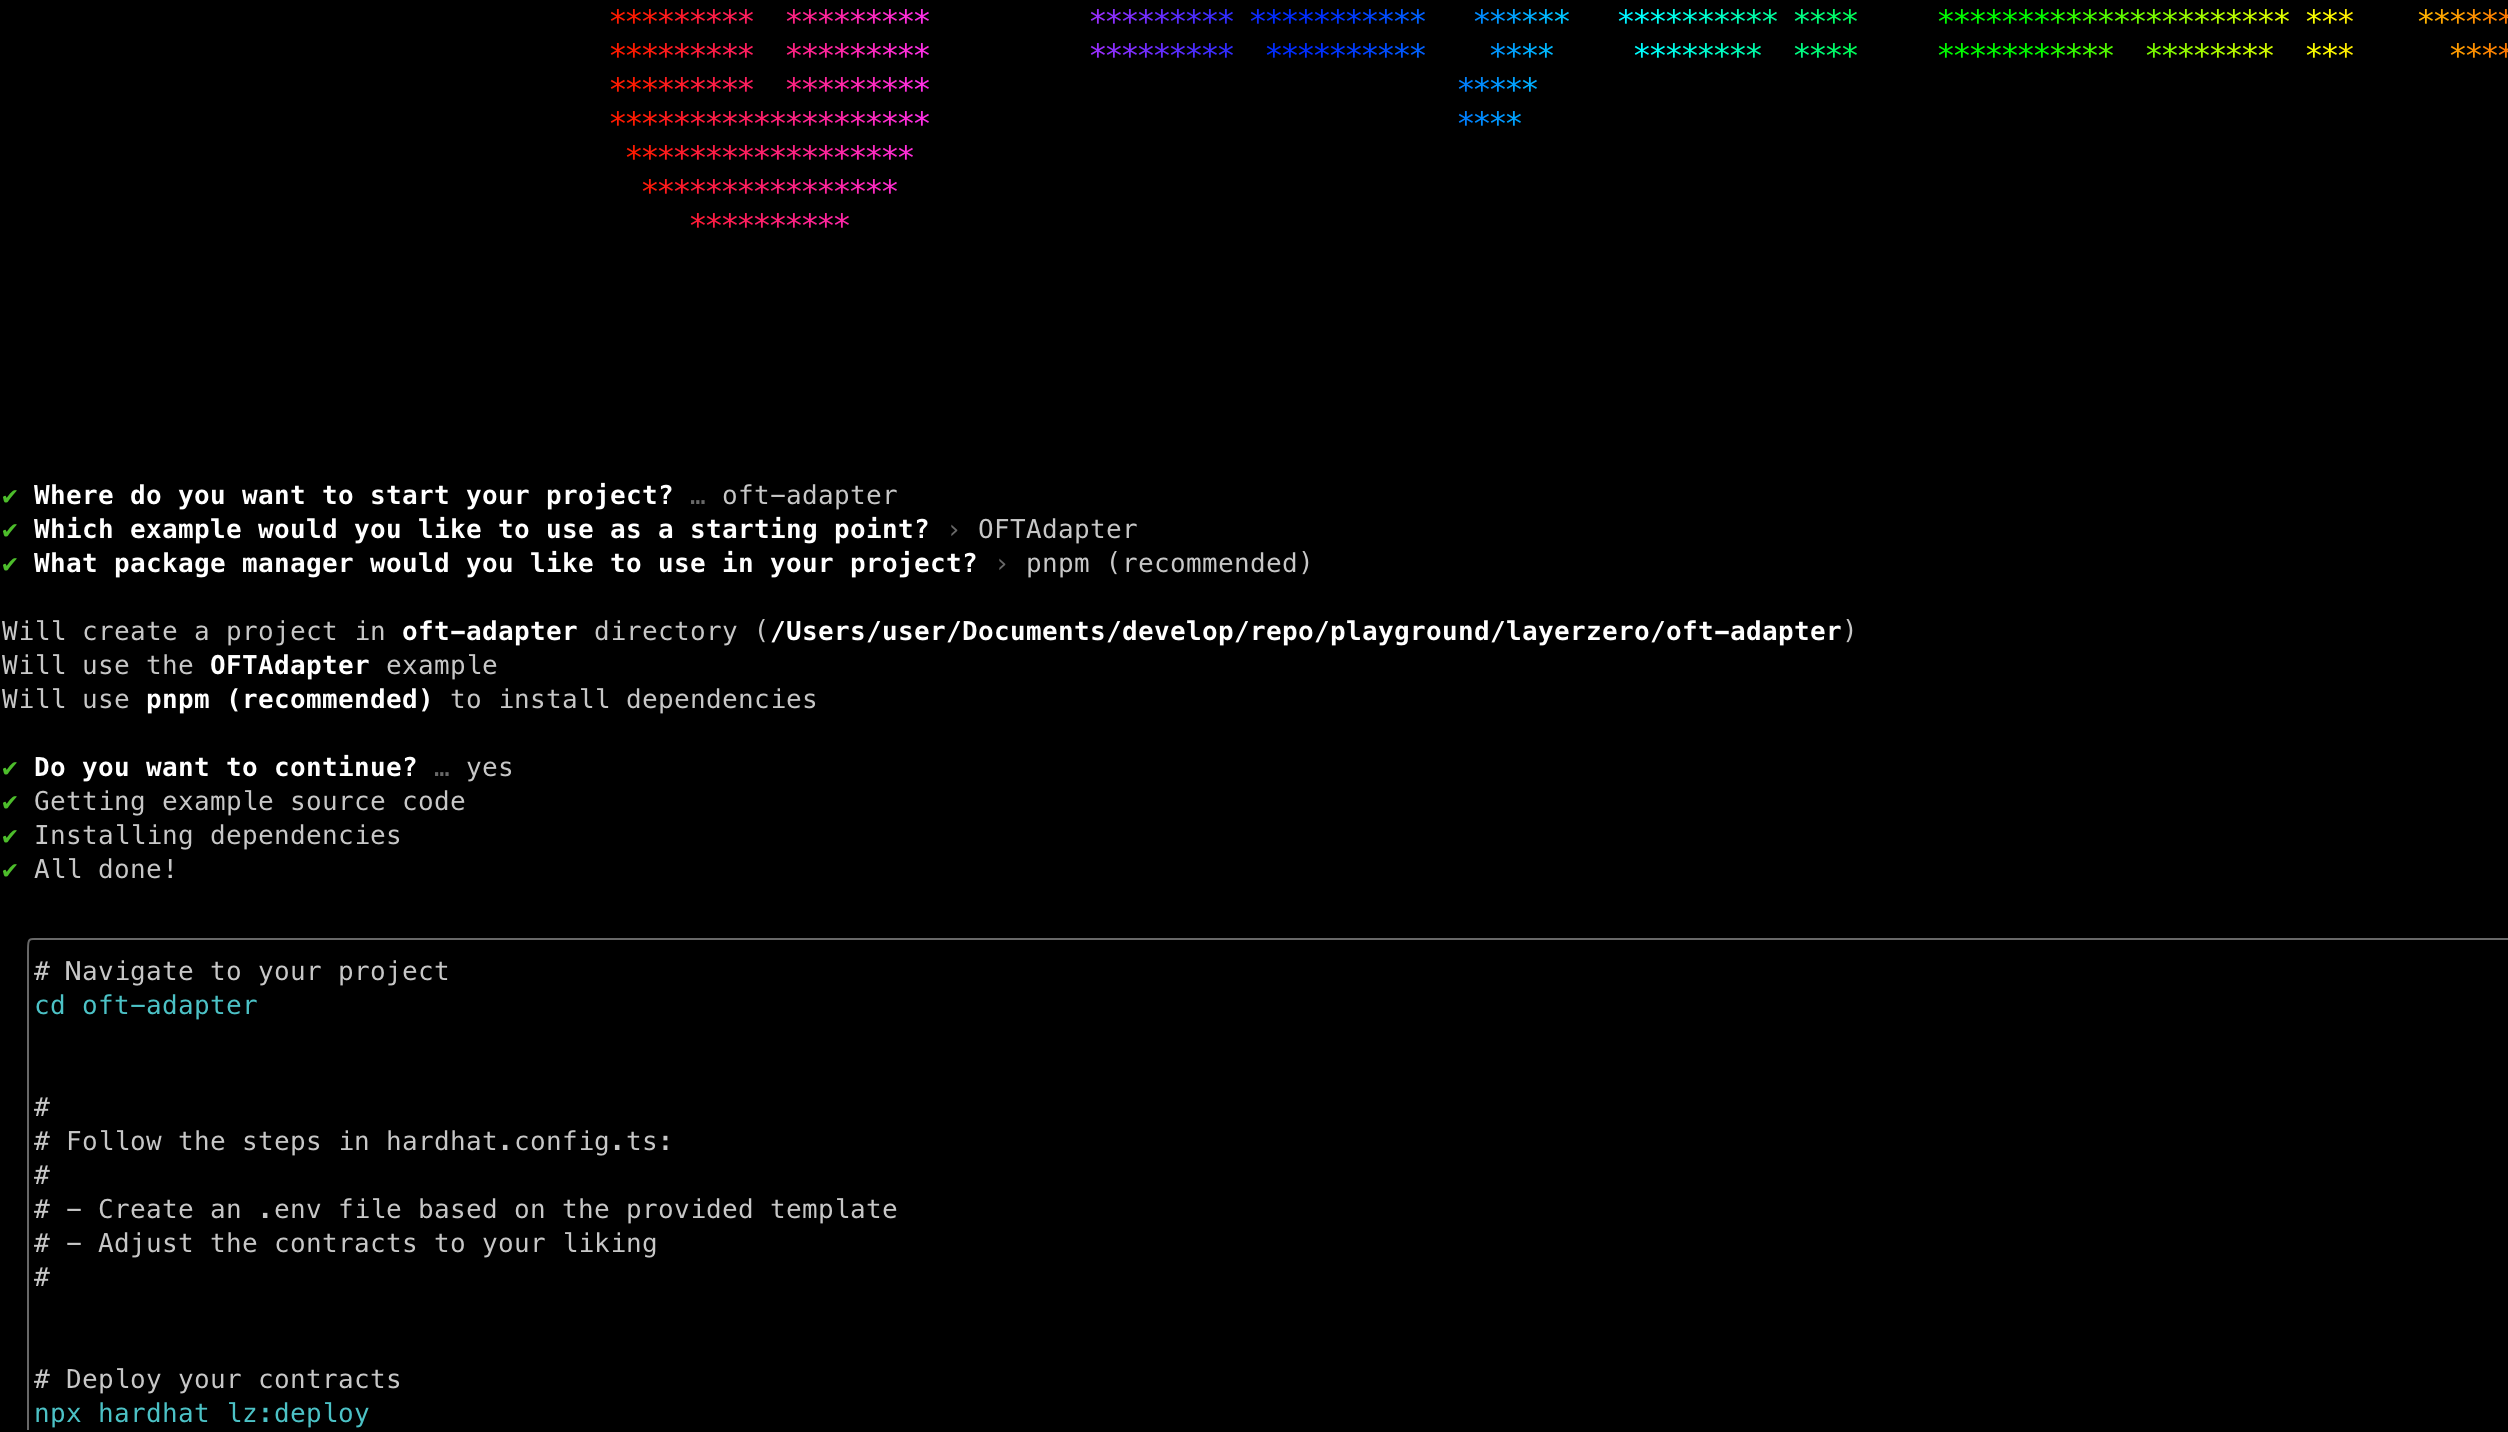 ********* ********* ********* *********** ****** ********** **** ********************** *** ******
********* ********* ********* ********** **** ******** **** *********** ******** *** ****
********* ********* *****
******************** ****
******************
****************
**********
✔ Where do you want to start your project? … oft-adapter
✔ Which example would you like to use as a starting point? › OFTAdapter
✔ What package manager would you like to use in your project? › pnpm (recommended)
Will create a project in oft-adapter directory (/Users/user/Documents/develop/repo/playground/layerzero/oft-adapter)
Will use the OFTAdapter example
Will use pnpm (recommended) to install dependencies
✔ Do you want to continue? … yes
✔ Getting example source code
✔ Installing dependencies
✔ All done!
# Navigate to your project
cd oft-adapter
#
# Follow the steps in hardhat.config.ts:
#
# - Create an .env file based on the provided template
# - Adjust the contracts to your liking
#
# Deploy your contracts
npx hardhat lz:deploy